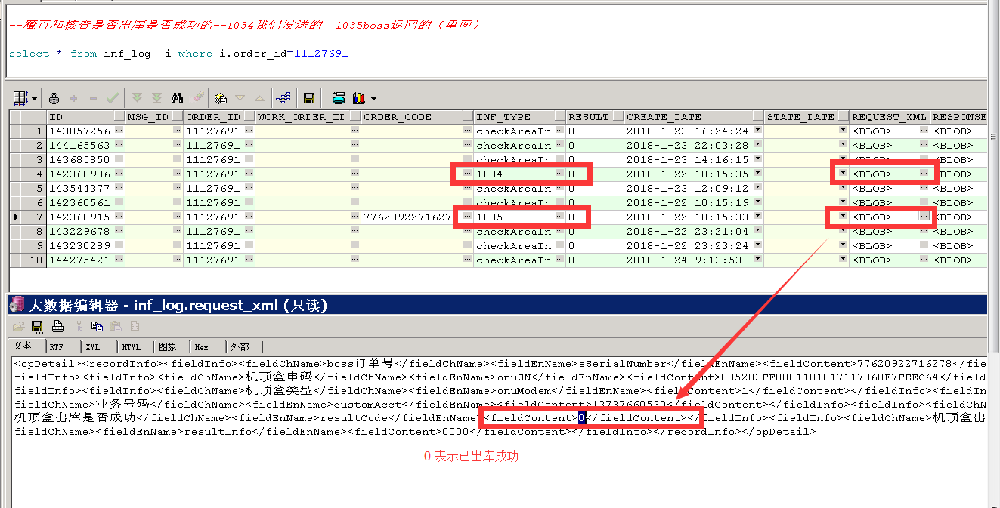 --魔百和核查是否出库是否成功的--1034我们发送的 1035boss返回的（里面）
select * from inf_log i where i.order_id=11127691
ID MSG_ID ORDER_ID WORK_ORDER_ID ORDER_CODE INF_TYPE RESULT CREATE_DATE STATE_DATE REQUEST_XML RESPONSE
1 143857256 11127691 checkAreaIn 0 2018-1-23 16:24:24 <BLOB> <BLOB>
2 144165563 11127691 checkAreaIn 0 2018-1-23 22:03:28 <BLOB> <BLOB>
3 143685850 11127691 checkAreaIn 0 2018-1-23 14:16:15 <BLOB> <BLOB>
4 142360986 11127691 1034 0 2018-1-22 10:15:35 <BLOB> <BLOB>
5 143544377 11127691 checkAreaIn 0 2018-1-23 12:09:12 <BLOB> <BLOB>
6 142360561 11127691 checkAreaIn 0 2018-1-22 10:15:19 <BLOB> <BLOB>
7 142360915 11127691 7762092271627 1035 0 2018-1-22 10:15:33 <BLOB> <BLOB>
8 143229678 11127691 checkAreaIn 0 2018-1-22 23:21:04 <BLOB> <BLOB>
9 143230289 11127691 checkAreaIn 0 2018-1-22 23:23:24 <BLOB> <BLOB>
10 144275421 11127691 checkAreaIn 0 2018-1-24 9:13:53 <BLOB> <BLOB>
大数据编辑器 - inf_log.request_xml (只读)
文本 RTF XML HTML 图象 Hex 外部
<opDetail><recordInfo><fieldInfo><fieldChName>boss订单号</fieldChName><fieldEnName>sSerialNumber</fieldEnName><fieldContent>77620922716278</fie
fieldInfo><fieldInfo><fieldChName>机顶盒串码</fieldChName><fieldEnName>onuSN</fieldEnName><fieldContent>005203FF0001101017117868F7FEEC64</field
fieldInfo><fieldInfo><fieldChName>机顶盒类型</fieldChName><fieldEnName>onuModem</fieldEnName><fieldContent>1</fieldContent></fieldInfo><fieldIn
fieldChName>业务号码</fieldChName><fieldEnName>customAcct</fieldEnName><fieldContent>13737660530</fieldContent></fieldInfo><fieldInfo><fieldChNam
机顶盒出库是否成功</fieldChName><fieldEnName>resultCode</fieldEnName><fieldContent>0</fieldContent></fieldInfo><fieldInfo><fieldChName>机顶盒出
fieldChName><fieldEnName>resultInfo</fieldEnName><fieldContent>0000</fieldContent></fieldInfo></recordInfo></opDetail>
0 表示已出库成功